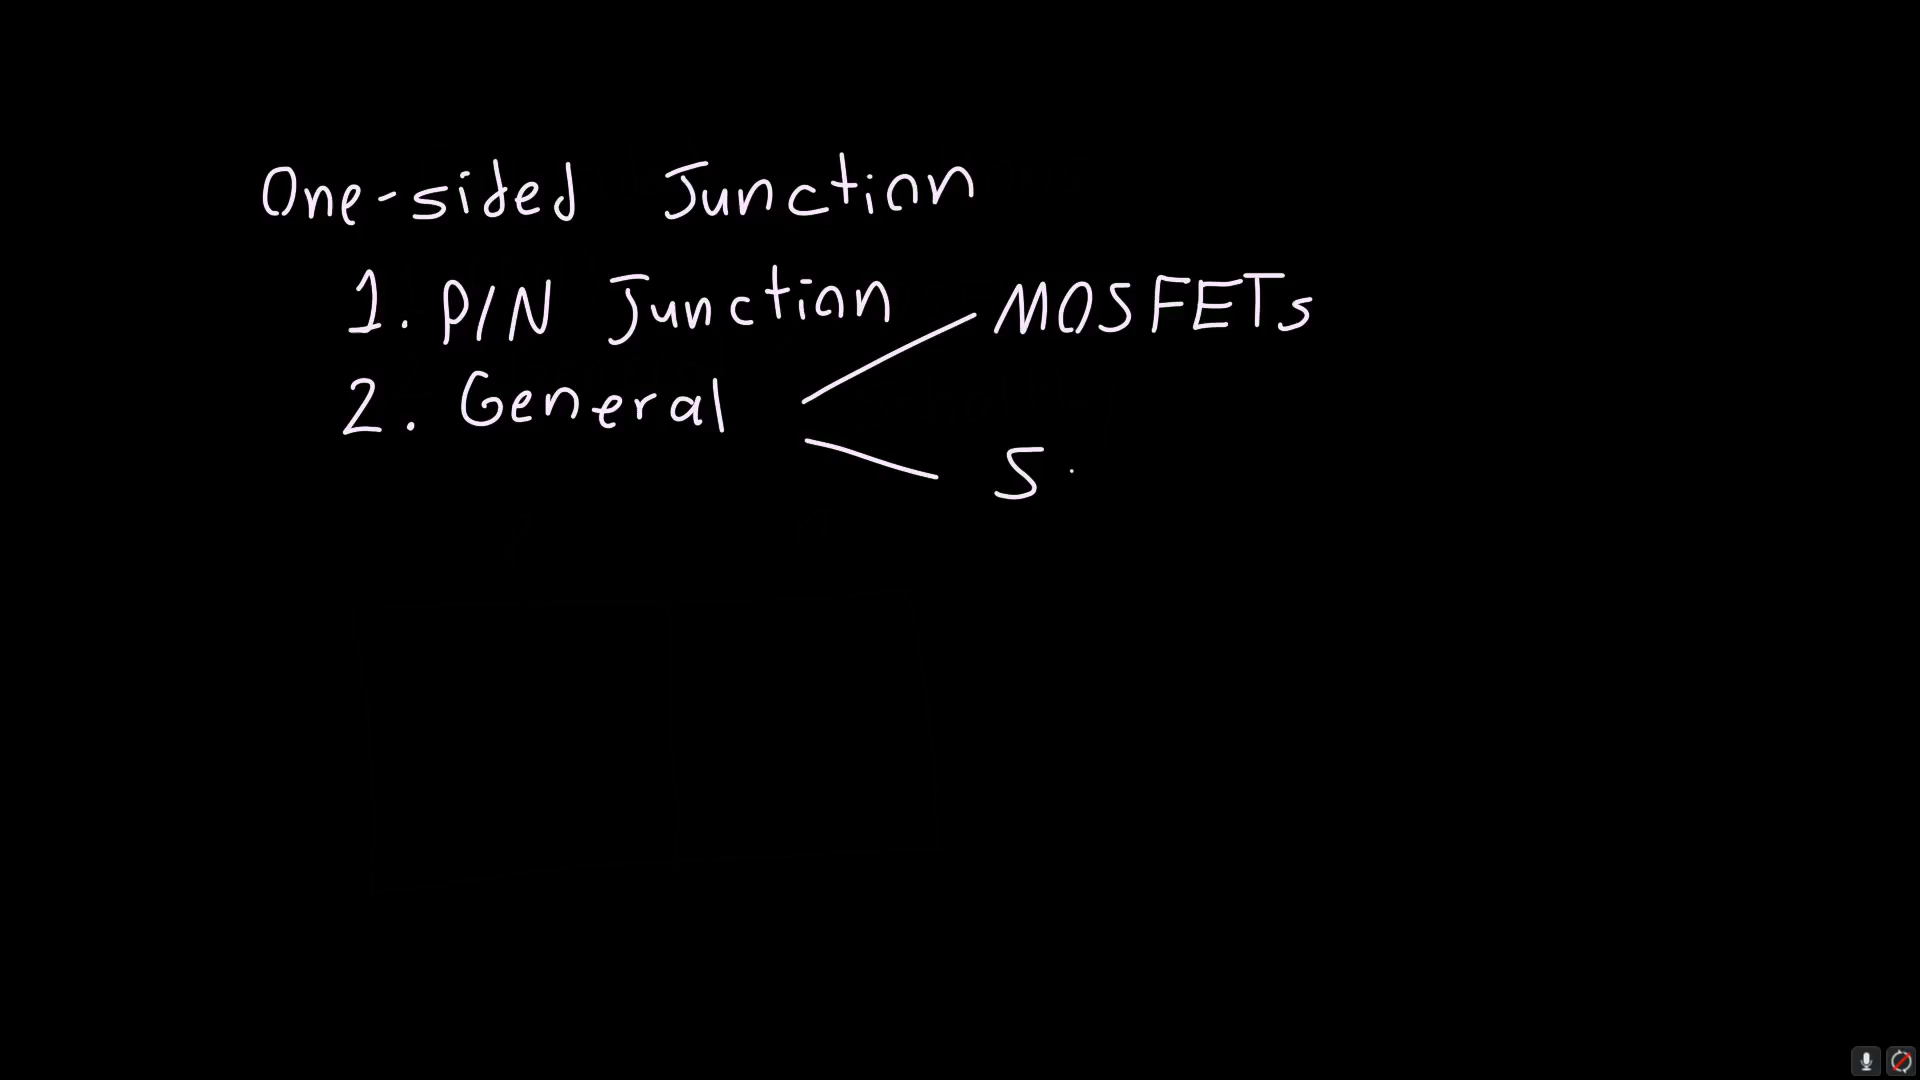 One-sided Junction
1. P/N Junction
2. General
MOSFETs
S